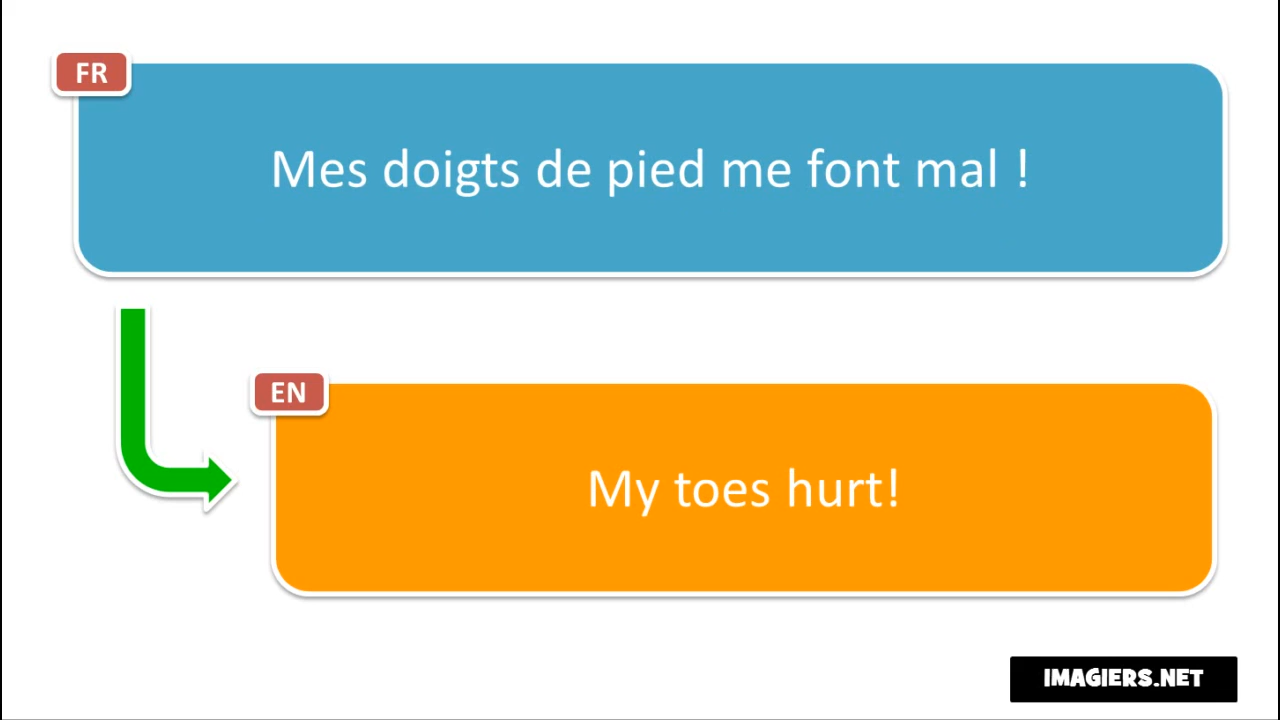 FR
Mes doigts de pied me font mal !
EN
My toes hurt!
IMAGIERS.NET